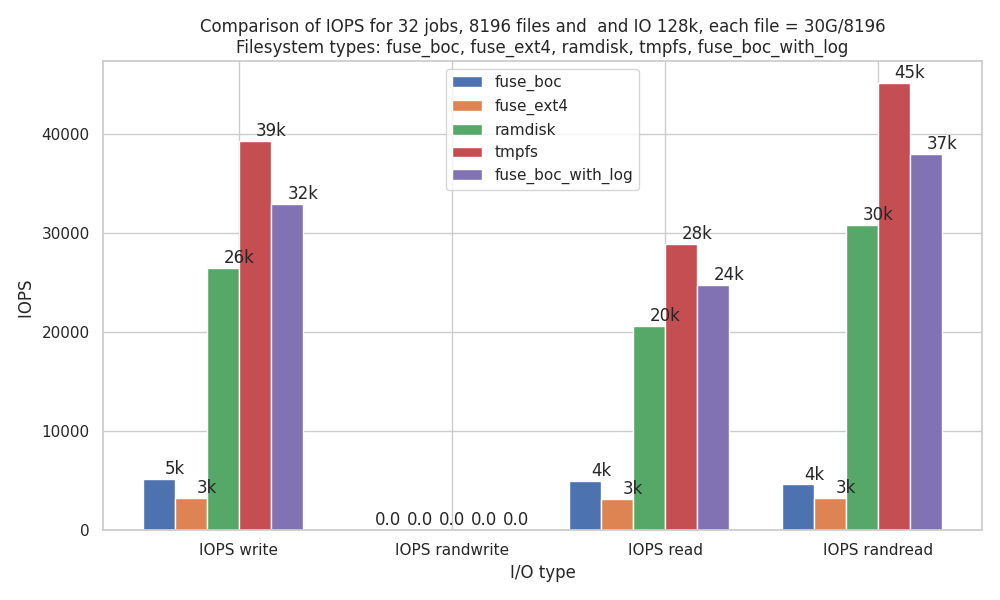 Comparison of IOPS for 32 jobs, 8196 files and  and IO 128k, each file = 30G/8196
Filesystem types: fuse_boc, fuse_ext4, ramdisk, tmpfs, fuse_boc_with_log
fuse_boc
fuse_ext4
ramdisk
tmpfs
fuse_boc_with_log
IOPS
40000
30000
20000
10000
0
5k
3k
26k
39k
32k
0.0
0.0
0.0
0.0
0.0
4k
3k
20k
28k
24k
4k
3k
30k
45k
37k
IOPS write
IOPS randwrite
IOPS read
IOPS randread
I/O type